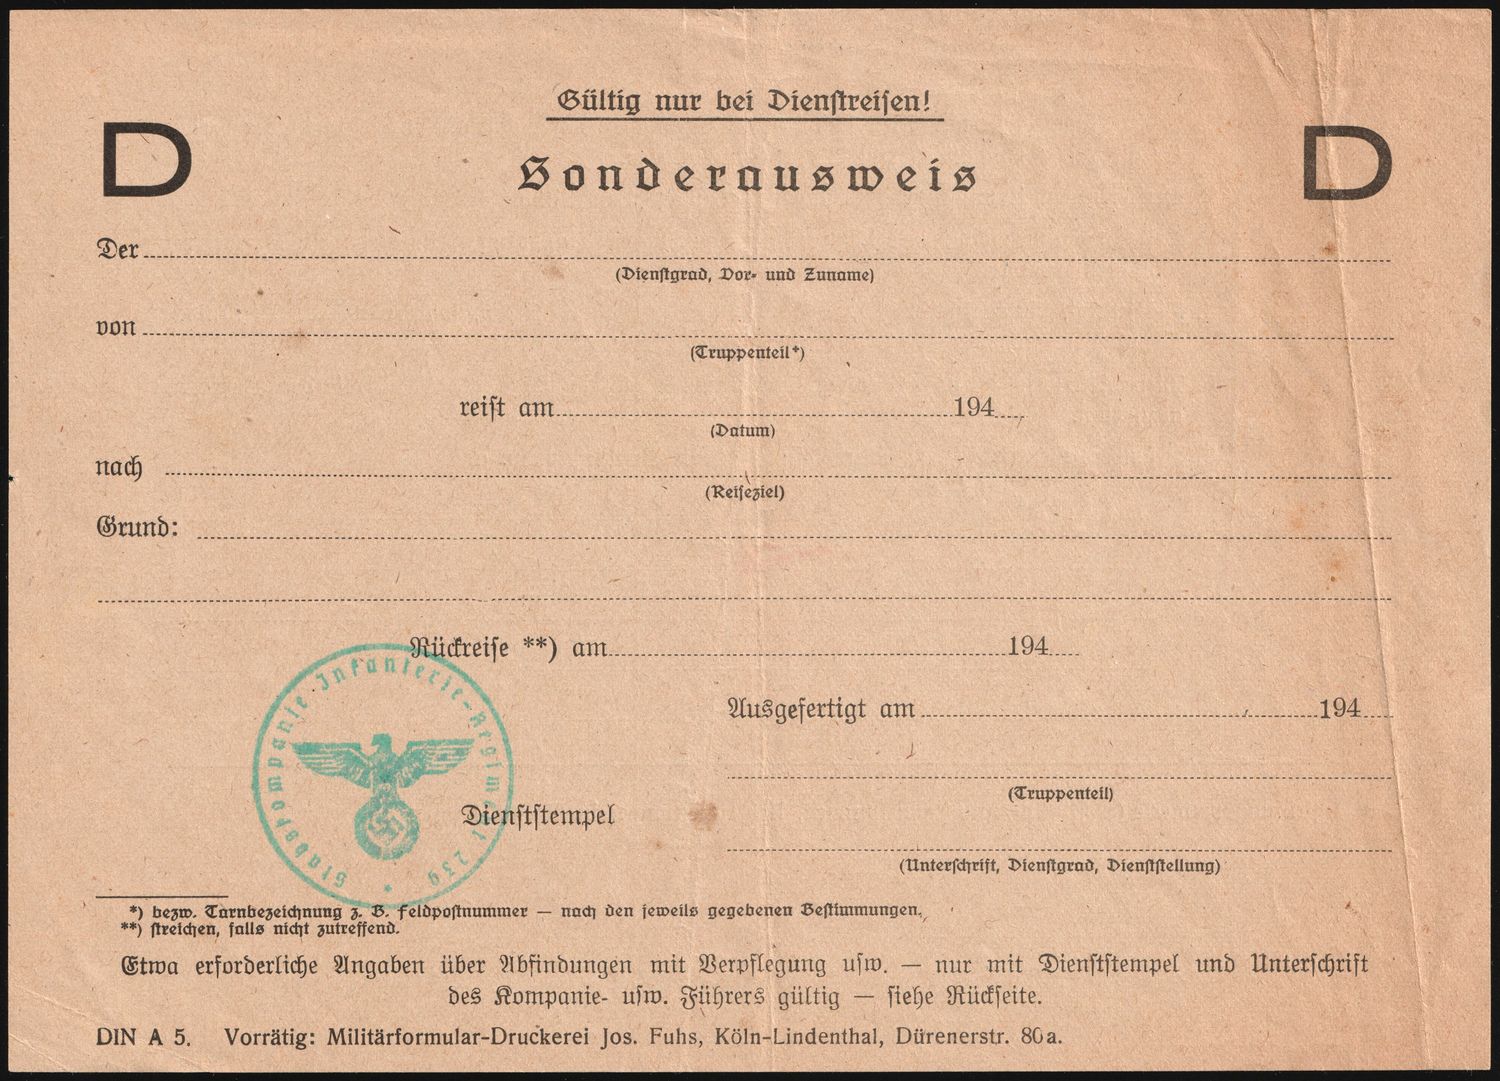 Gültig nur bei Dienstreisen!
D D
Sonderausweis
Der
(Dienstgrad, Vor- und Zuname)
von
(Truppenteil*)
reist am 194
(Datum)
nach
(Reiseziel)
Grund:
Rückreise **) am 194
Ausgefertigt am 194
(Truppenteil)
Stabskompanie Infanterie-Regiment 239
Dienststempel
(Unterschrift, Dienstgrad, Dienststellung)
*) bezw. Tarnbezeichnung z. B. Feldpostnummer — nach den jeweils gegebenen Bestimmungen.
**) streichen, falls nicht zutreffend.
Etwa erforderliche Angaben über Abfindungen mit Verpflegung usw. — nur mit Dienststempel und Unterschrift
des Kompanie- usw. Führers gültig — siehe Rückseite.
DIN A 5. Vorrätig: Militärformular-Druckerei Jos. Fuhs, Köln-Lindenthal, Dürenerstr. 80a.